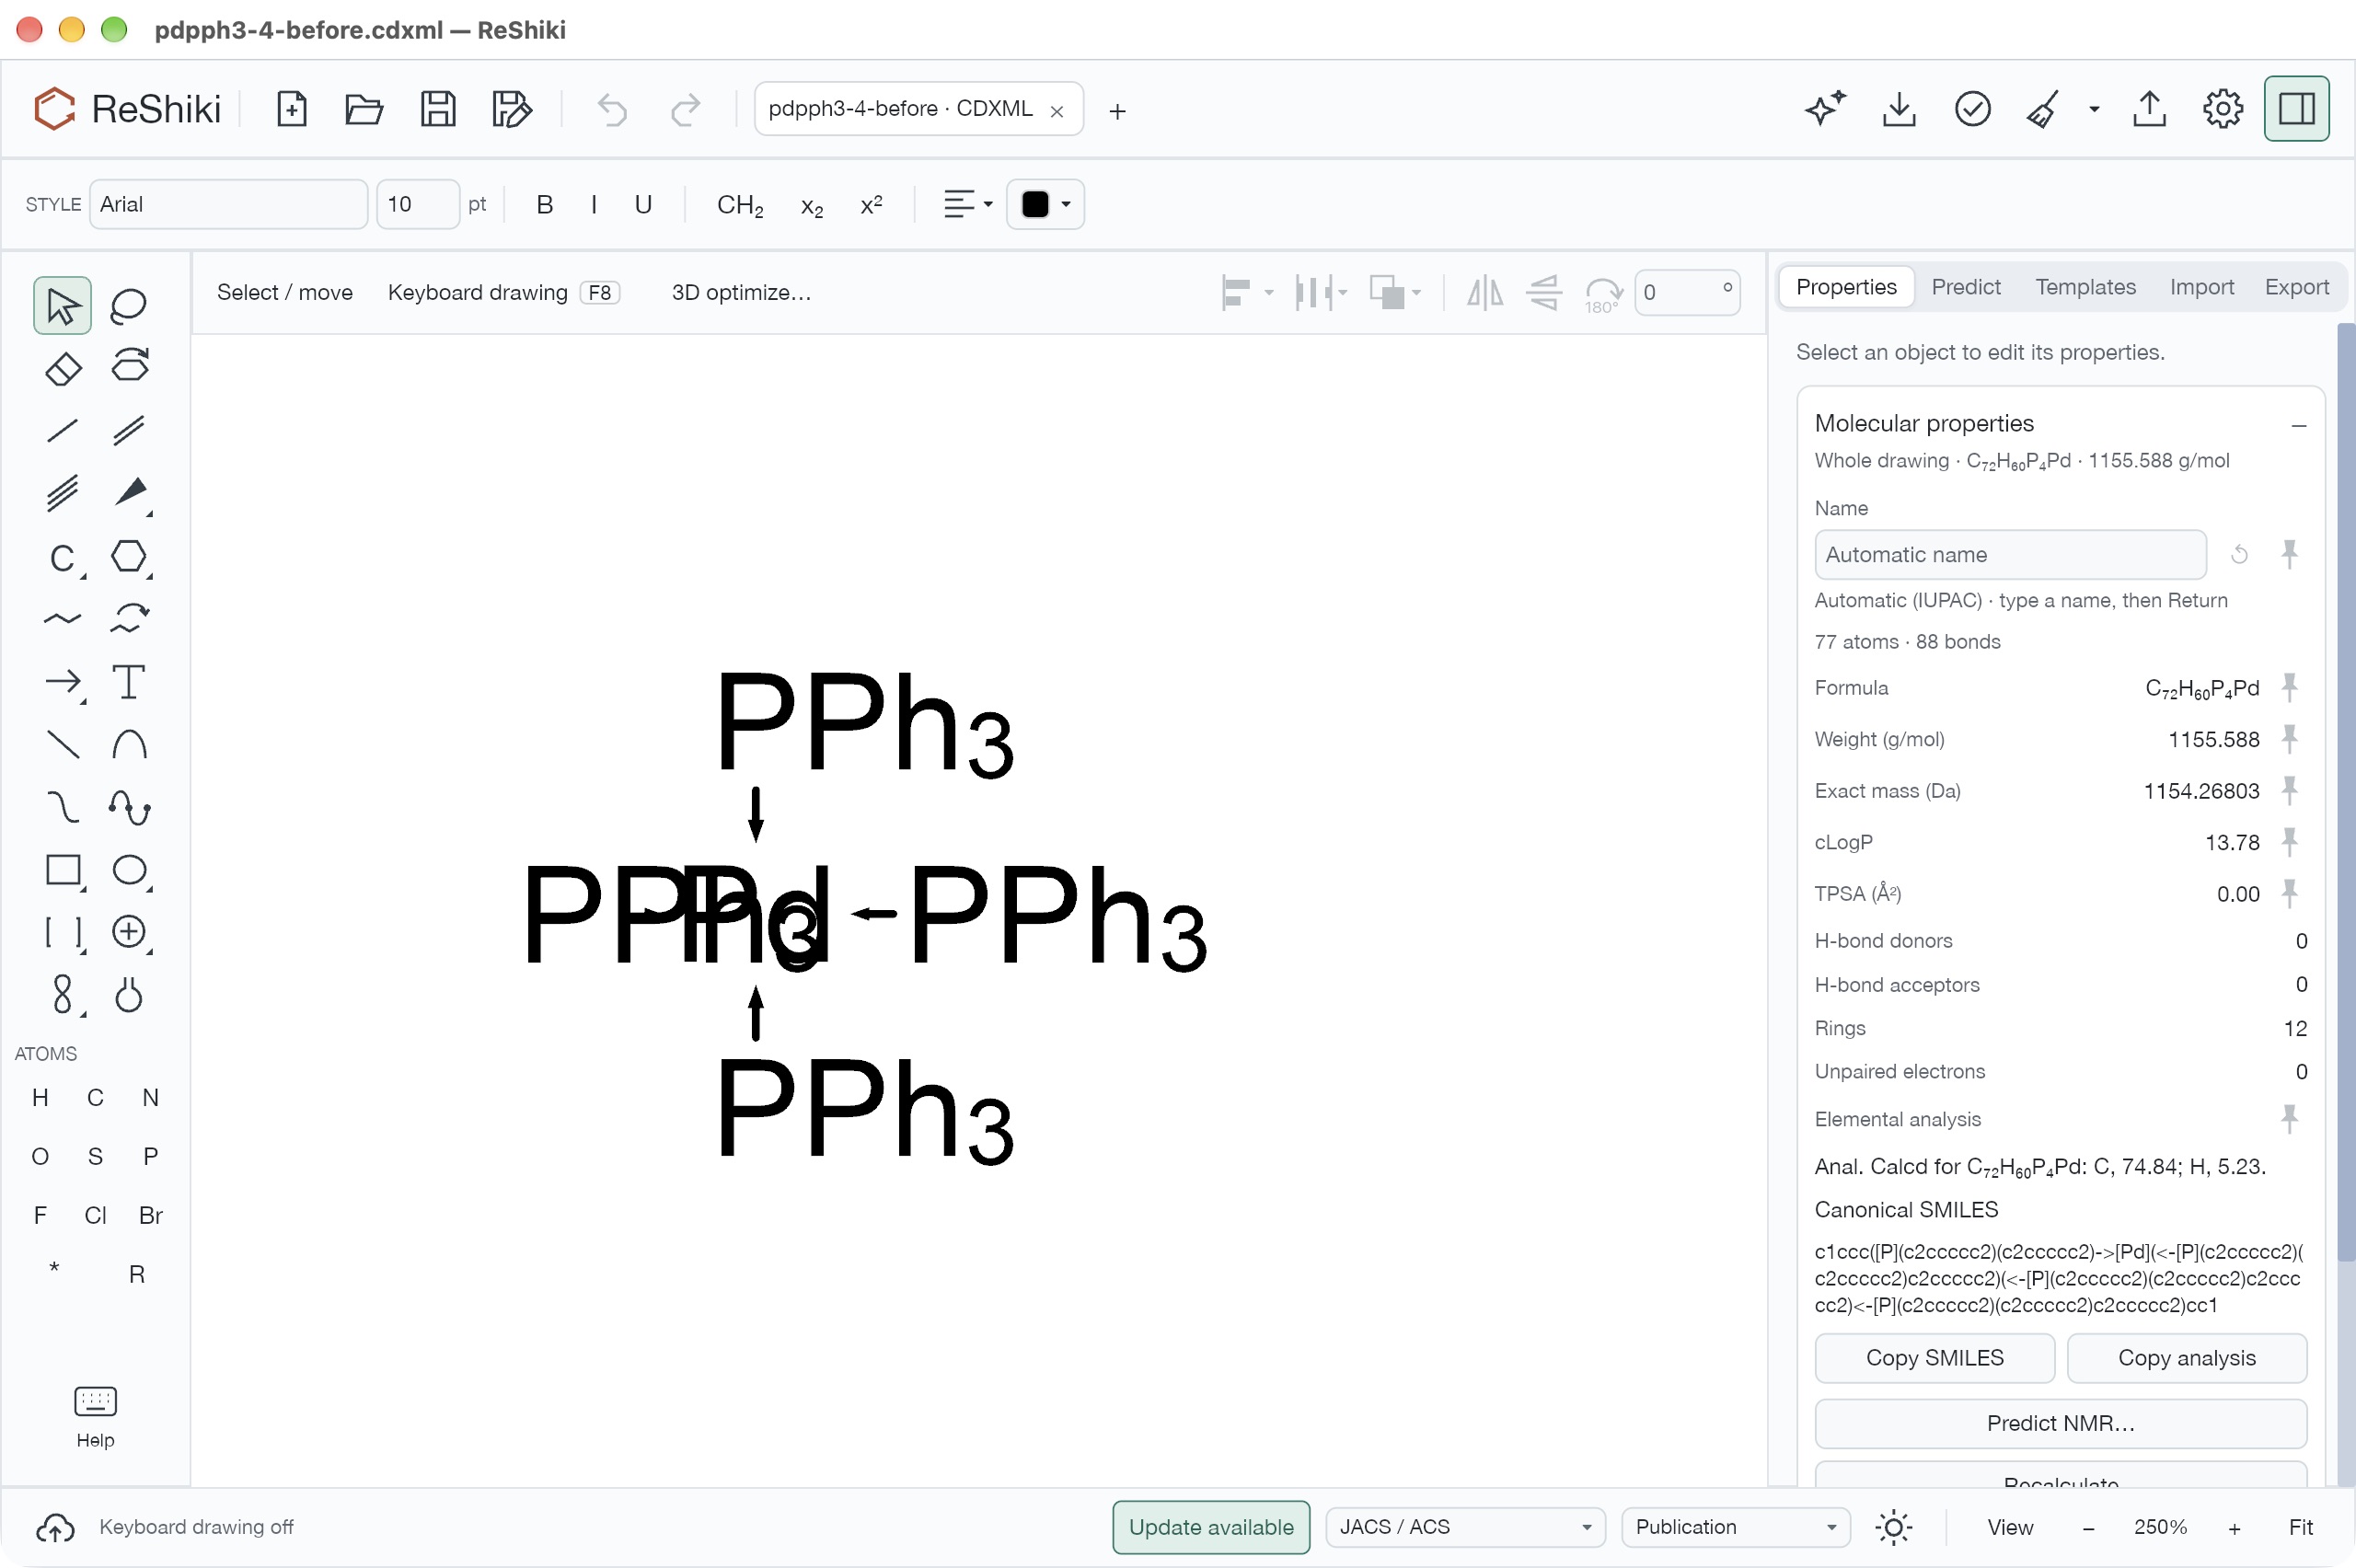 pdpph3-4-before.cdxml — ReShiki
ReShiki
pdpph3-4-before · CDXML × +
STYLE Arial 10 pt B I U CH₂ x₂ x²
Select / move Keyboard drawing F8 3D optimize... 180° 0 °
Properties Predict Templates Import Export
Select an object to edit its properties.
Molecular properties –
Whole drawing · C₇₂H₆₀P₄Pd · 1155.588 g/mol
Name
Automatic name
Automatic (IUPAC) · type a name, then Return
77 atoms · 88 bonds
Formula C₇₂H₆₀P₄Pd
Weight (g/mol) 1155.588
Exact mass (Da) 1154.26803
cLogP 13.78
TPSA (Å²) 0.00
H-bond donors 0
H-bond acceptors 0
Rings 12
Unpaired electrons 0
Elemental analysis
Anal. Calcd for C₇₂H₆₀P₄Pd: C, 74.84; H, 5.23.
Canonical SMILES
c1ccc([P](c2ccccc2)(c2ccccc2)->[Pd](<-[P](c2ccccc2)(
c2ccccc2)c2ccccc2)(<-[P](c2ccccc2)(c2ccccc2)c2ccc
cc2)<-[P](c2ccccc2)(c2ccccc2)c2ccccc2)cc1
Copy SMILES Copy analysis
Predict NMR...
Recalculate
PPh₃
PPh₃ Pd PPh₃
PPh₃
C
T
[ ]
ATOMS
H C N
O S P
F Cl Br
* R
Help
Keyboard drawing off
Update available JACS / ACS Publication View – 250% + Fit